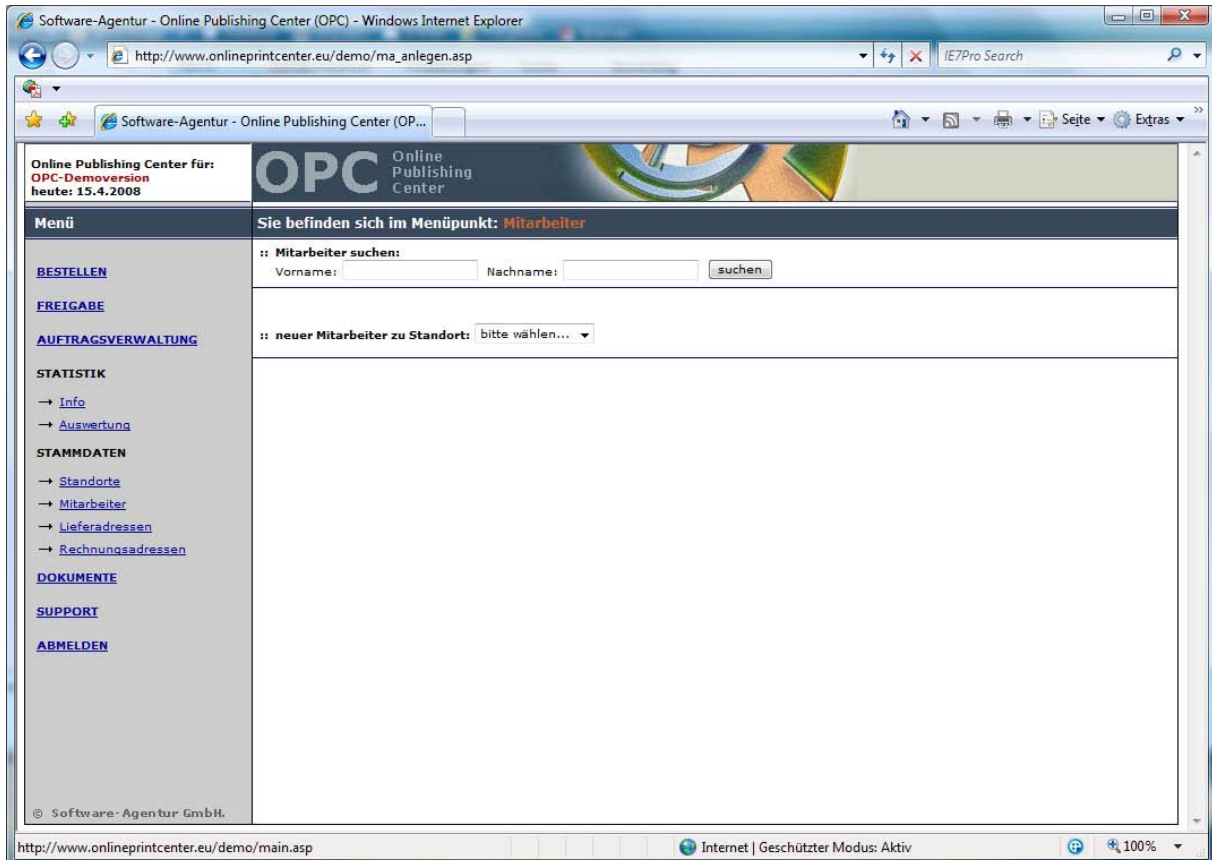 Software-Agentur - Online Publishing Center (OPC) - Windows Internet Explorer
http://www.onlineprintcenter.eu/demo/ma_anlegen.asp
IE7Pro Search
Software-Agentur - Online Publishing Center (OP...
Seite
Extras
Online Publishing Center für:
OPC-Demoversion
heute: 15.4.2008
OPC
Online
Publishing
Center
Menü
Sie befinden sich im Menüpunkt: Mitarbeiter
BESTELLEN
FREIGABE
AUFTRAGSVERWALTUNG
STATISTIK
→ Info
→ Auswertung
STAMMDATEN
→ Standorte
→ Mitarbeiter
→ Lieferadressen
→ Rechnungsadressen
DOKUMENTE
SUPPORT
ABMELDEN
© Software-Agentur GmbH.
:: Mitarbeiter suchen:
Vorname: Nachname: suchen
:: neuer Mitarbeiter zu Standort: bitte wählen...
http://www.onlineprintcenter.eu/demo/main.asp
Internet | Geschützter Modus: Aktiv
100%